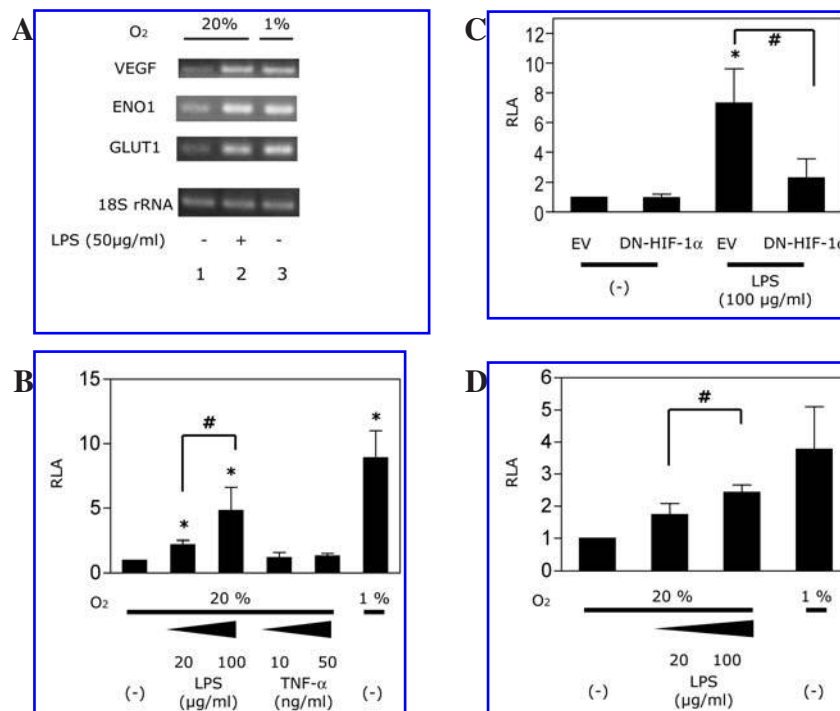 A
O2 20% 1%
VEGF
ENO1
GLUT1
18S rRNA
LPS (50µg/ml) - + -
1 2 3
C
12
10
8
6
4
2
0
RLA
* #
EV DN-HIF-1α EV DN-HIF-1α
(-) LPS
(100 µg/ml)
B
15
10
5
0
RLA
#
* * *
O2 20 % 1 %
20 100 10 50
(-) LPS TNF-α (-)
(µg/ml) (ng/ml)
D
6
5
4
3
2
1
0
RLA
#
O2 20 % 1 %
20 100
(-) LPS (-)
(µg/ml)